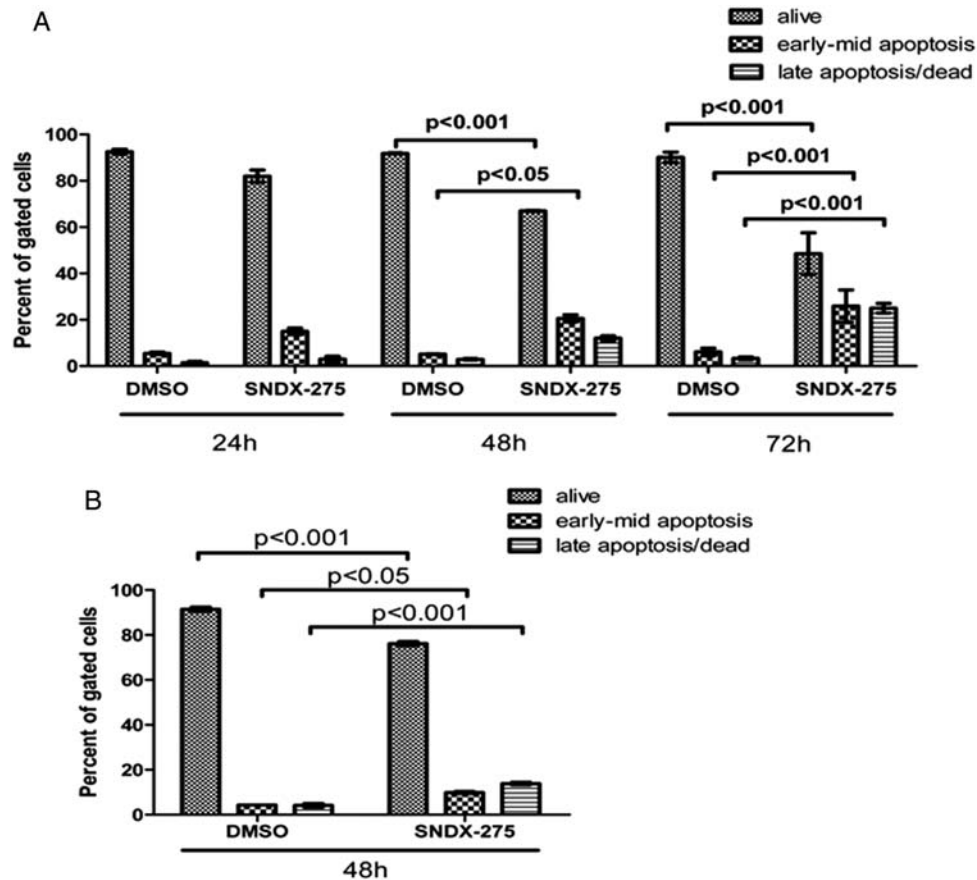 A
alive
early-mid apoptosis
late apoptosis/dead
Percent of gated cells
100
80
60
40
20
0
p<0.001
p<0.05
p<0.001
p<0.001
p<0.001
DMSO SNDX-275 DMSO SNDX-275 DMSO SNDX-275
24h 48h 72h
B
alive
early-mid apoptosis
late apoptosis/dead
Percent of gated cells
100
80
60
40
20
0
p<0.001
p<0.05
p<0.001
DMSO SNDX-275
48h